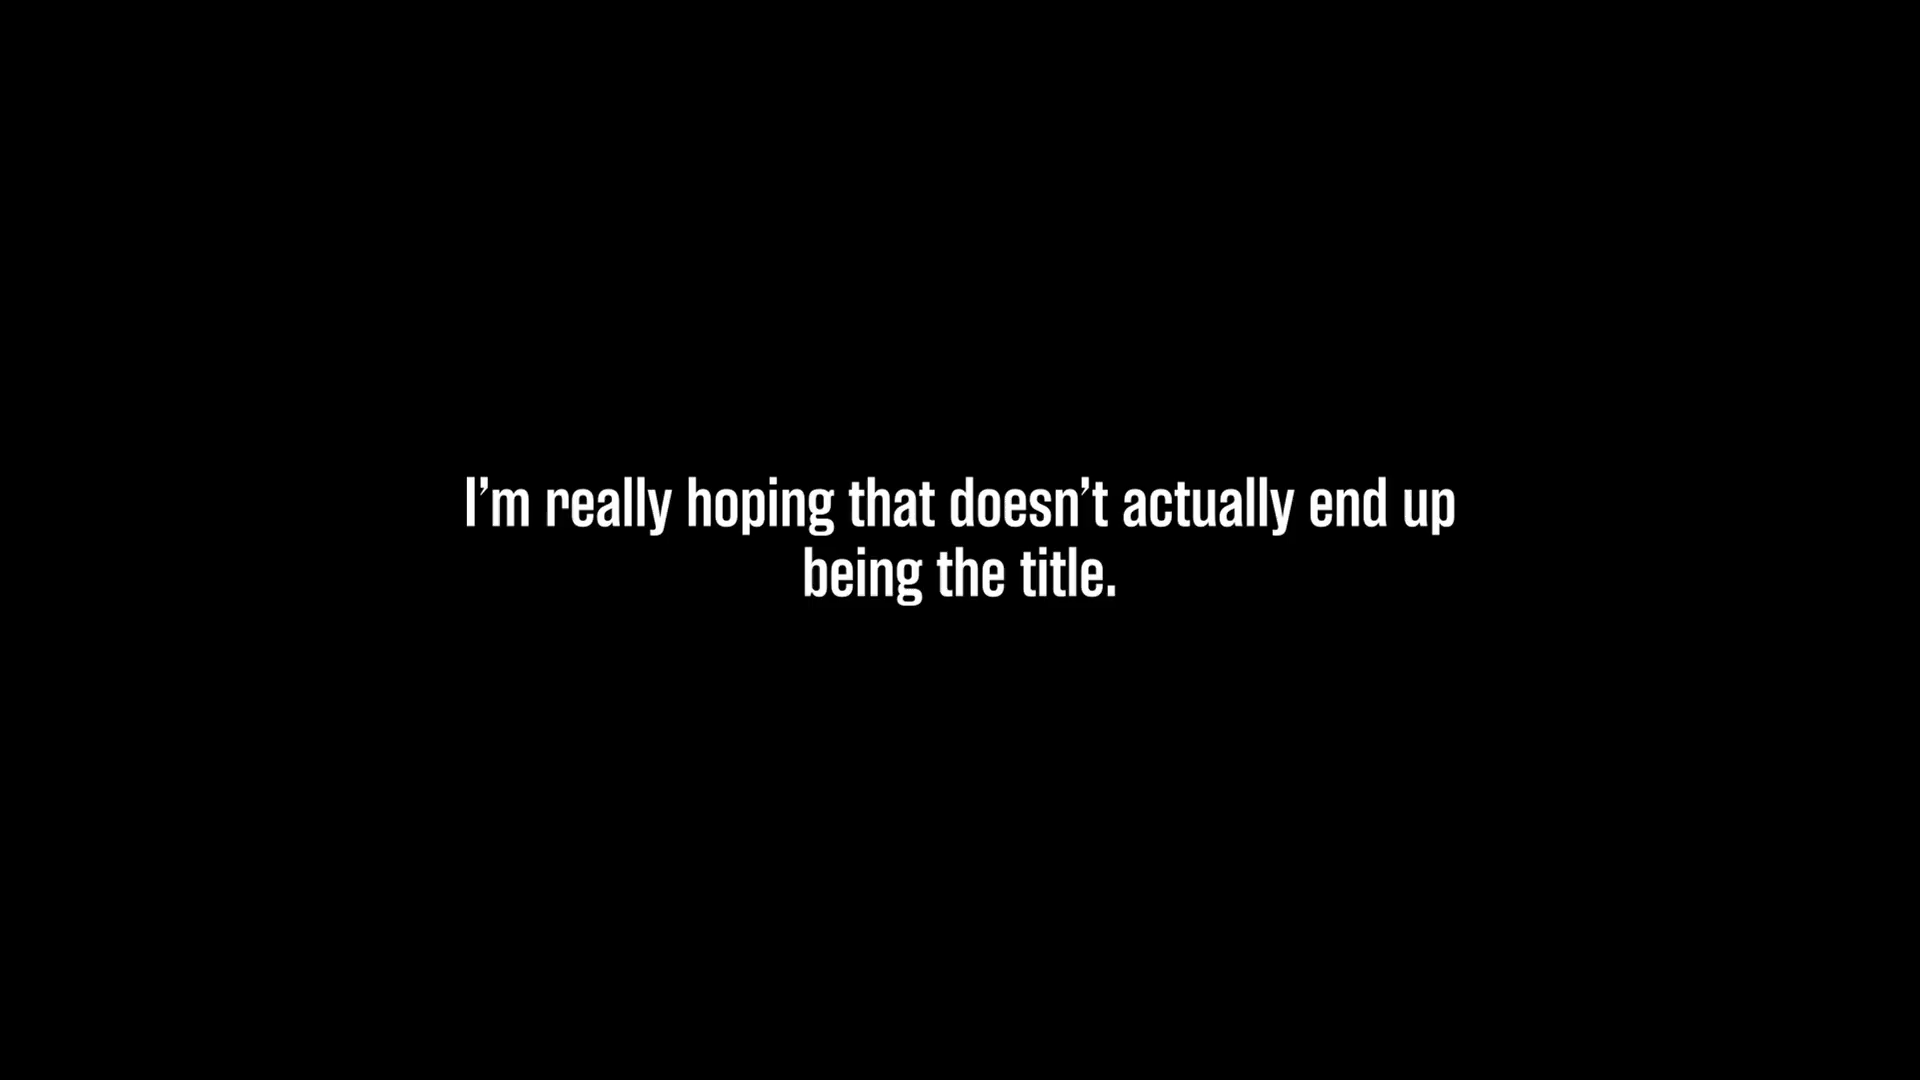 I’m really hoping that doesn’t actually end up
being the title.